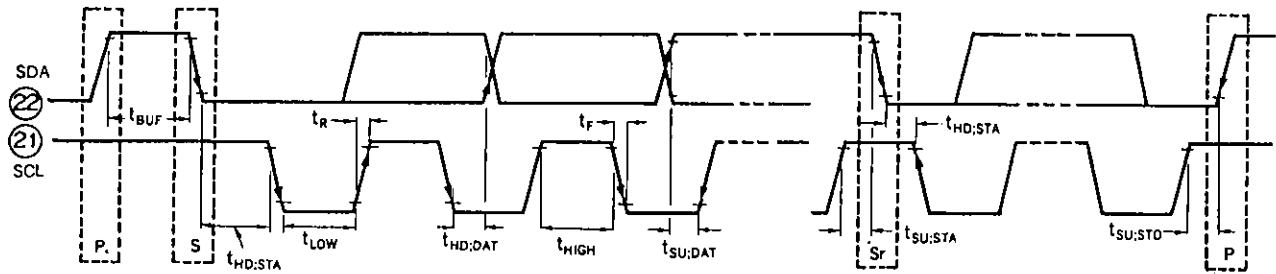 SDA
22
tBUF
tR
tF
tHD;STA
21
SCL
P.
S
tHD;STA
tLOW
tHD;DAT
tHIGH
tSU;DAT
Sr
tSU;STA
tSU;STO
P